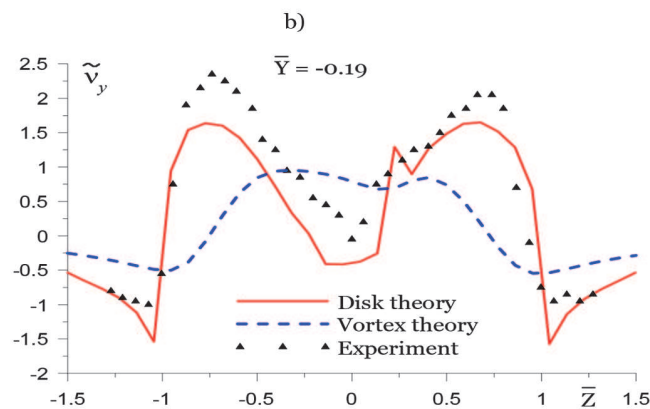 b)
ṽ_y
Y̅ = -0.19
2.5
2
1.5
1
0.5
0
-0.5
-1
-1.5
-2
Disk theory
Vortex theory
Experiment
-1.5 -1 -0.5 0 0.5 1 Z̅ 1.5